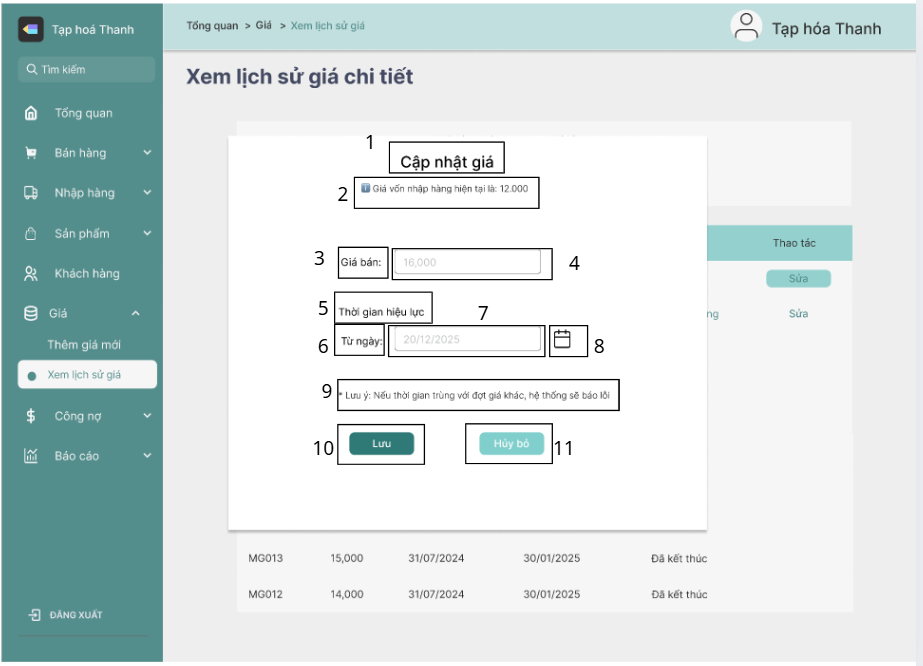 Tạp hoá Thanh
Tổng quan > Giá > Xem lịch sử giá
Tạp hóa Thanh
Tìm kiếm
Xem lịch sử giá chi tiết
Tổng quan
Bán hàng
Nhập hàng
Sản phẩm
Khách hàng
Giá
Thêm giá mới
Xem lịch sử giá
Công nợ
Báo cáo
ĐĂNG XUẤT
1
Cập nhật giá
2
Giá vốn nhập hàng hiện tại là: 12.000
3 Giá bán: 16,000 4
5 Thời gian hiệu lực
7
6 Từ ngày: 20/12/2025 8
9 * Lưu ý: Nếu thời gian trùng với đợt giá khác, hệ thống sẽ báo lỗi
10 Lưu Hủy bỏ 11
Thao tác
Sửa
ng Sửa
MG013 15,000 31/07/2024 30/01/2025 Đã kết thúc
MG012 14,000 31/07/2024 30/01/2025 Đã kết thúc